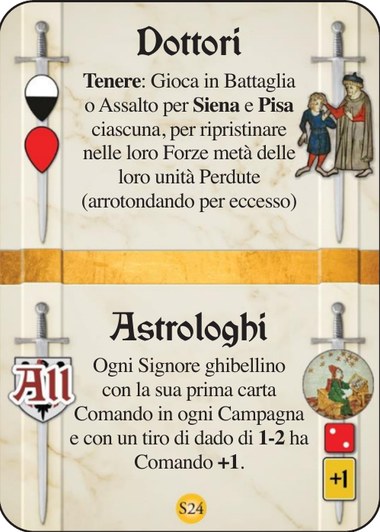 Dottori
Tenere: Gioca in Battaglia
o Assalto per Siena e Pisa
ciascuna, per ripristinare
nelle loro Forze metà delle
loro unità Perdute
(arrotondando per eccesso)
Astrologhi
All
Ogni Signore ghibellino
con la sua prima carta
Comando in ogni Campagna
e con un tiro di dado di 1-2 ha
Comando +1.
+1
S24